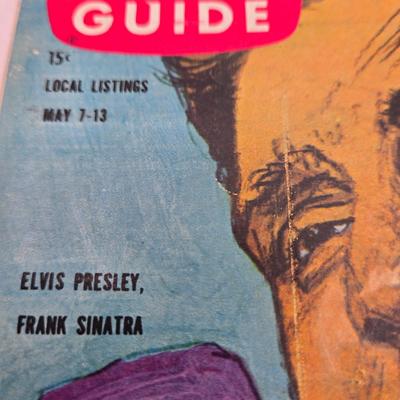 GUIDE
15¢
LOCAL LISTINGS
MAY 7-13
ELVIS PRESLEY,
FRANK SINATRA